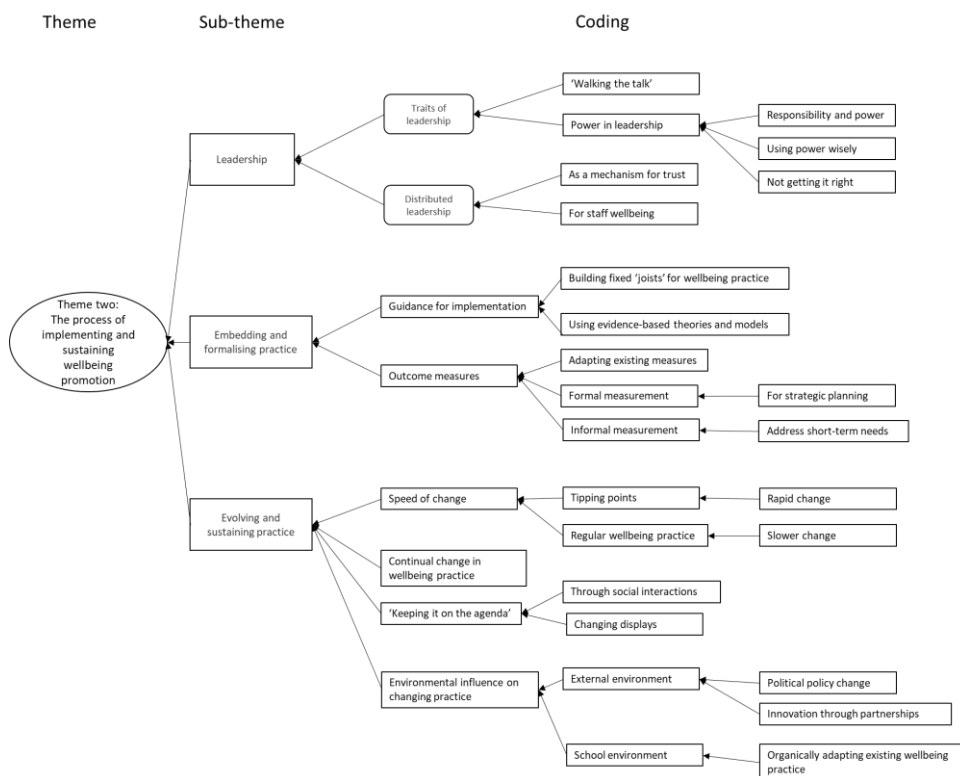 Theme
Sub-theme
Coding
Traits of
leadership
'Walking the talk'
Power in leadership
Responsibility and power
Using power wisely
Not getting it right
Leadership
Distributed
leadership
As a mechanism for trust
For staff wellbeing
Theme two:
The process of
implementing and
sustaining
wellbeing
promotion
Embedding and
formalising practice
Guidance for implementation
Building fixed 'joists' for wellbeing practice
Using evidence-based theories and models
Outcome measures
Adapting existing measures
Formal measurement
For strategic planning
Informal measurement
Address short-term needs
Evolving and
sustaining practice
Speed of change
Tipping points
Rapid change
Regular wellbeing practice
Slower change
Continual change in
wellbeing practice
'Keeping it on the agenda'
Through social interactions
Changing displays
Environmental influence on
changing practice
External environment
Political policy change
Innovation through partnerships
School environment
Organically adapting existing wellbeing
practice